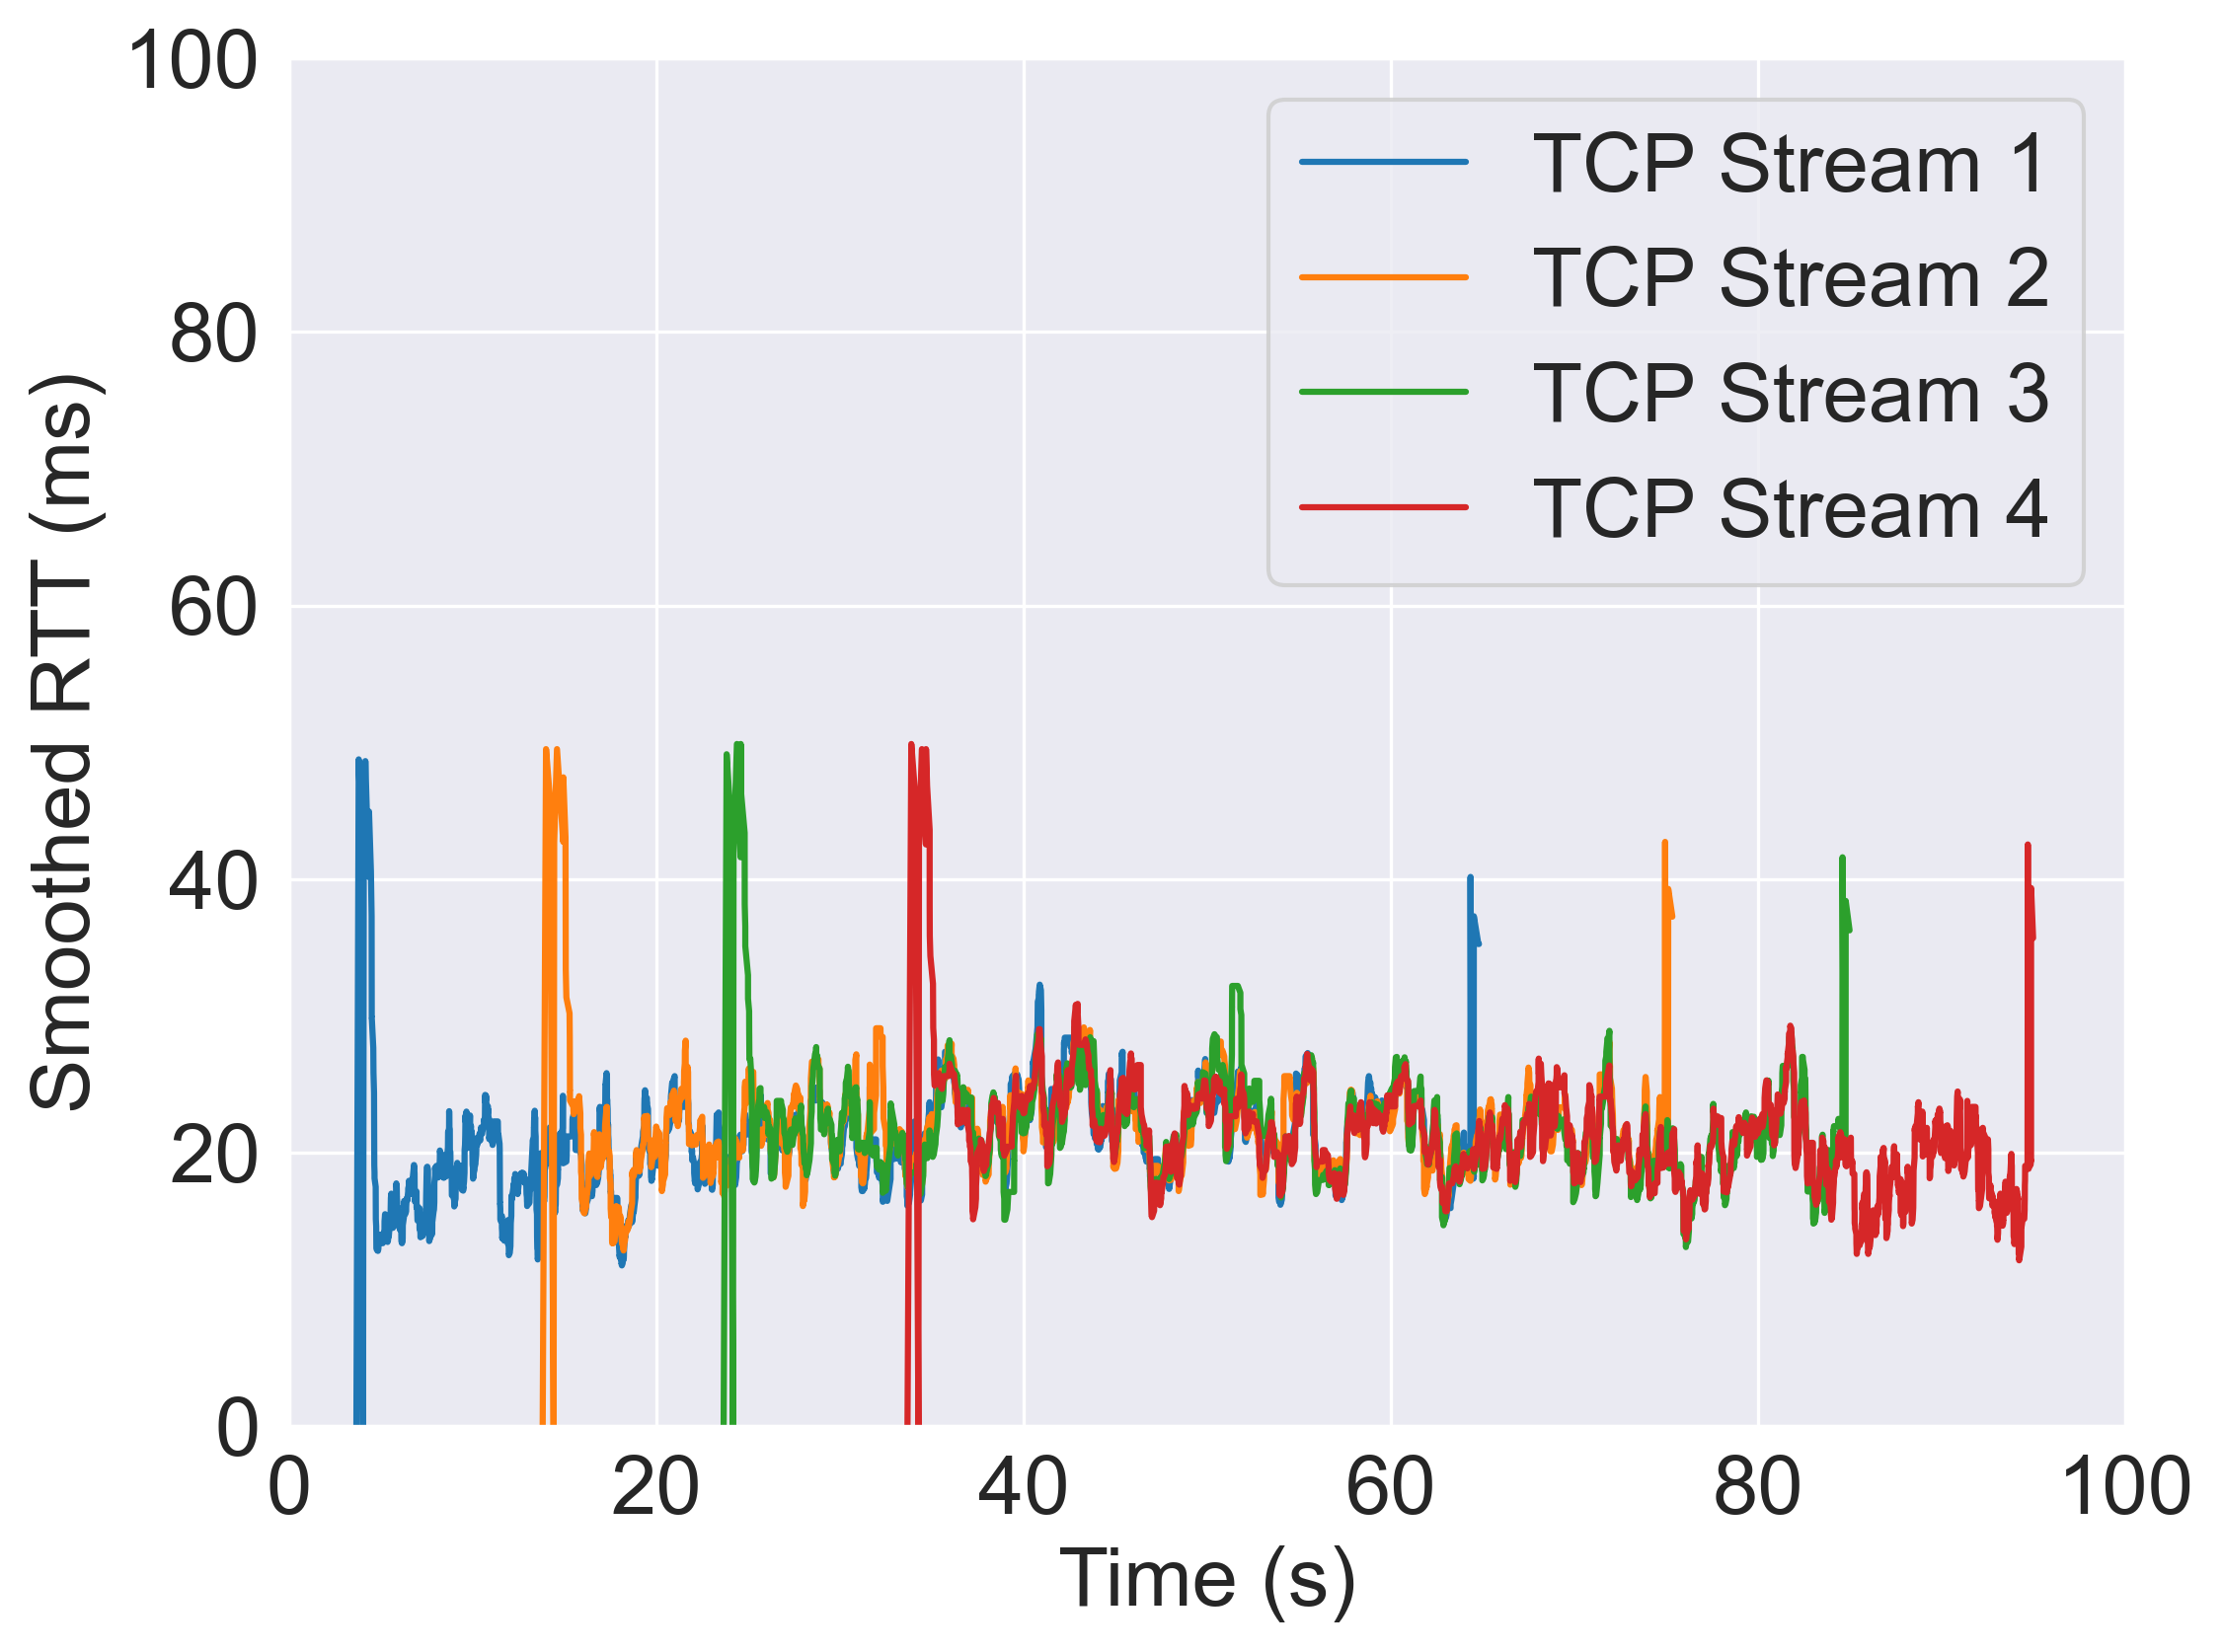 100
80
60
40
20
0
Smoothed RTT (ms)
TCP Stream 1
TCP Stream 2
TCP Stream 3
TCP Stream 4
0 20 40 60 80 100
Time (s)